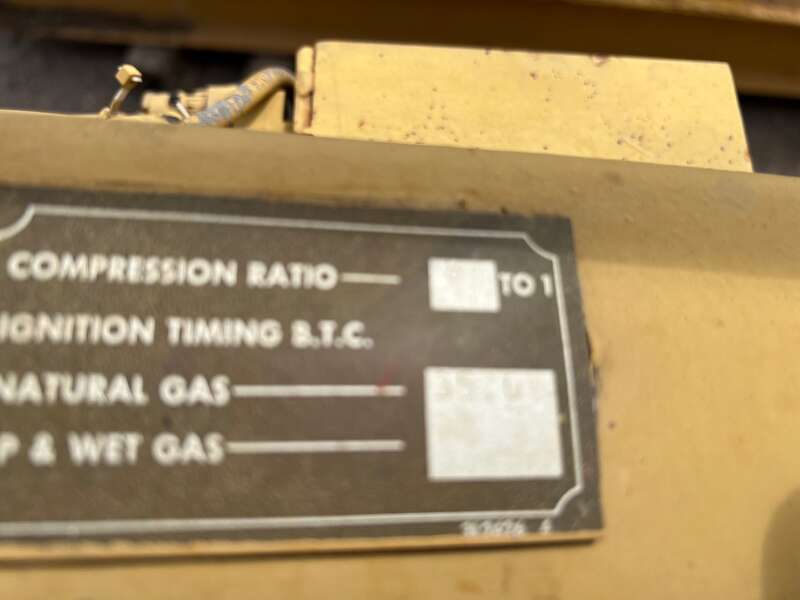 COMPRESSION RATIO TO 1
IGNITION TIMING B.T.C.
NATURAL GAS
P & WET GAS